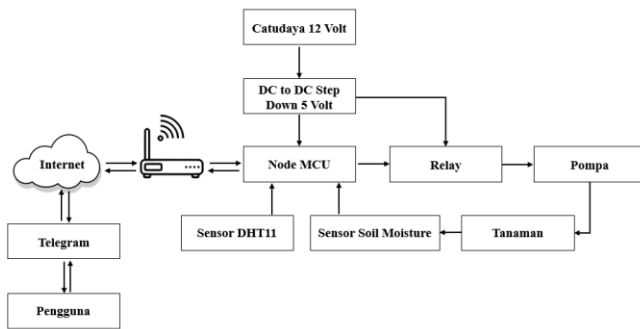 Catudaya 12 Volt
DC to DC Step
Down 5 Volt
Internet
Node MCU
Relay
Pompa
Telegram
Sensor DHT11
Sensor Soil Moisture
Tanaman
Pengguna